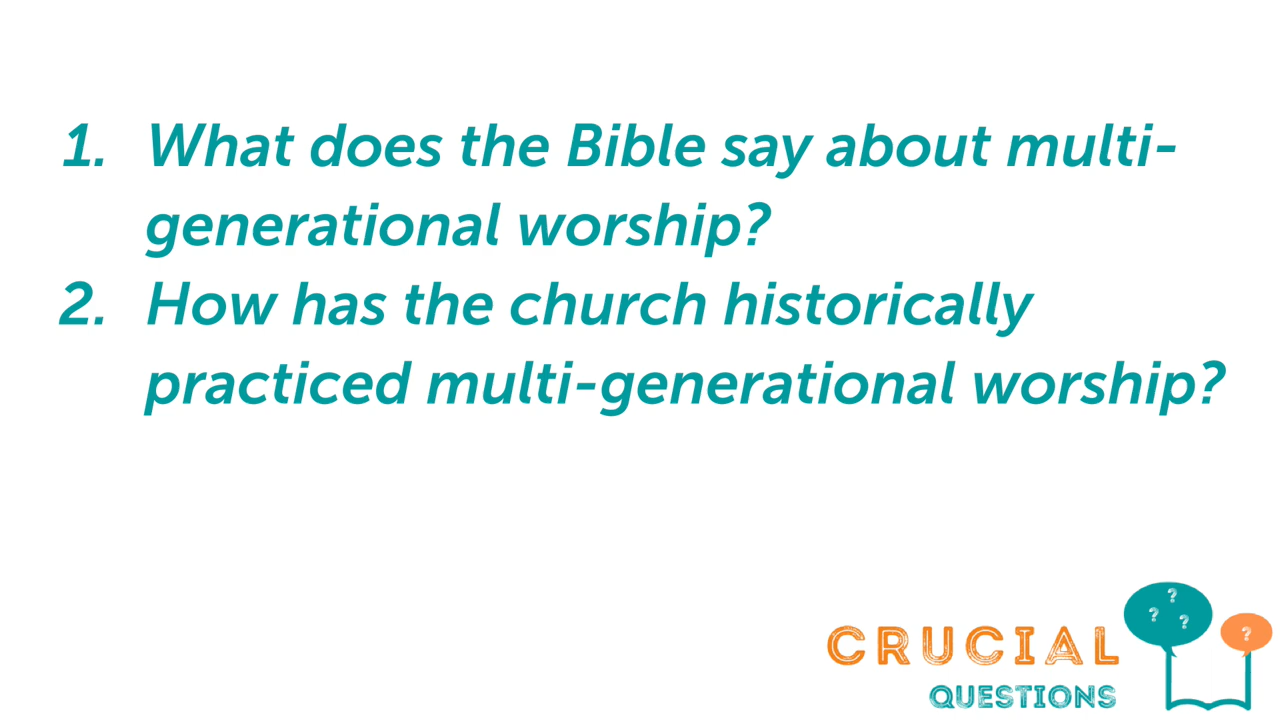 1. What does the Bible say about multi-
generational worship?
2. How has the church historically
practiced multi-generational worship?
? ? ? ?
CRUCIAL
QUESTIONS